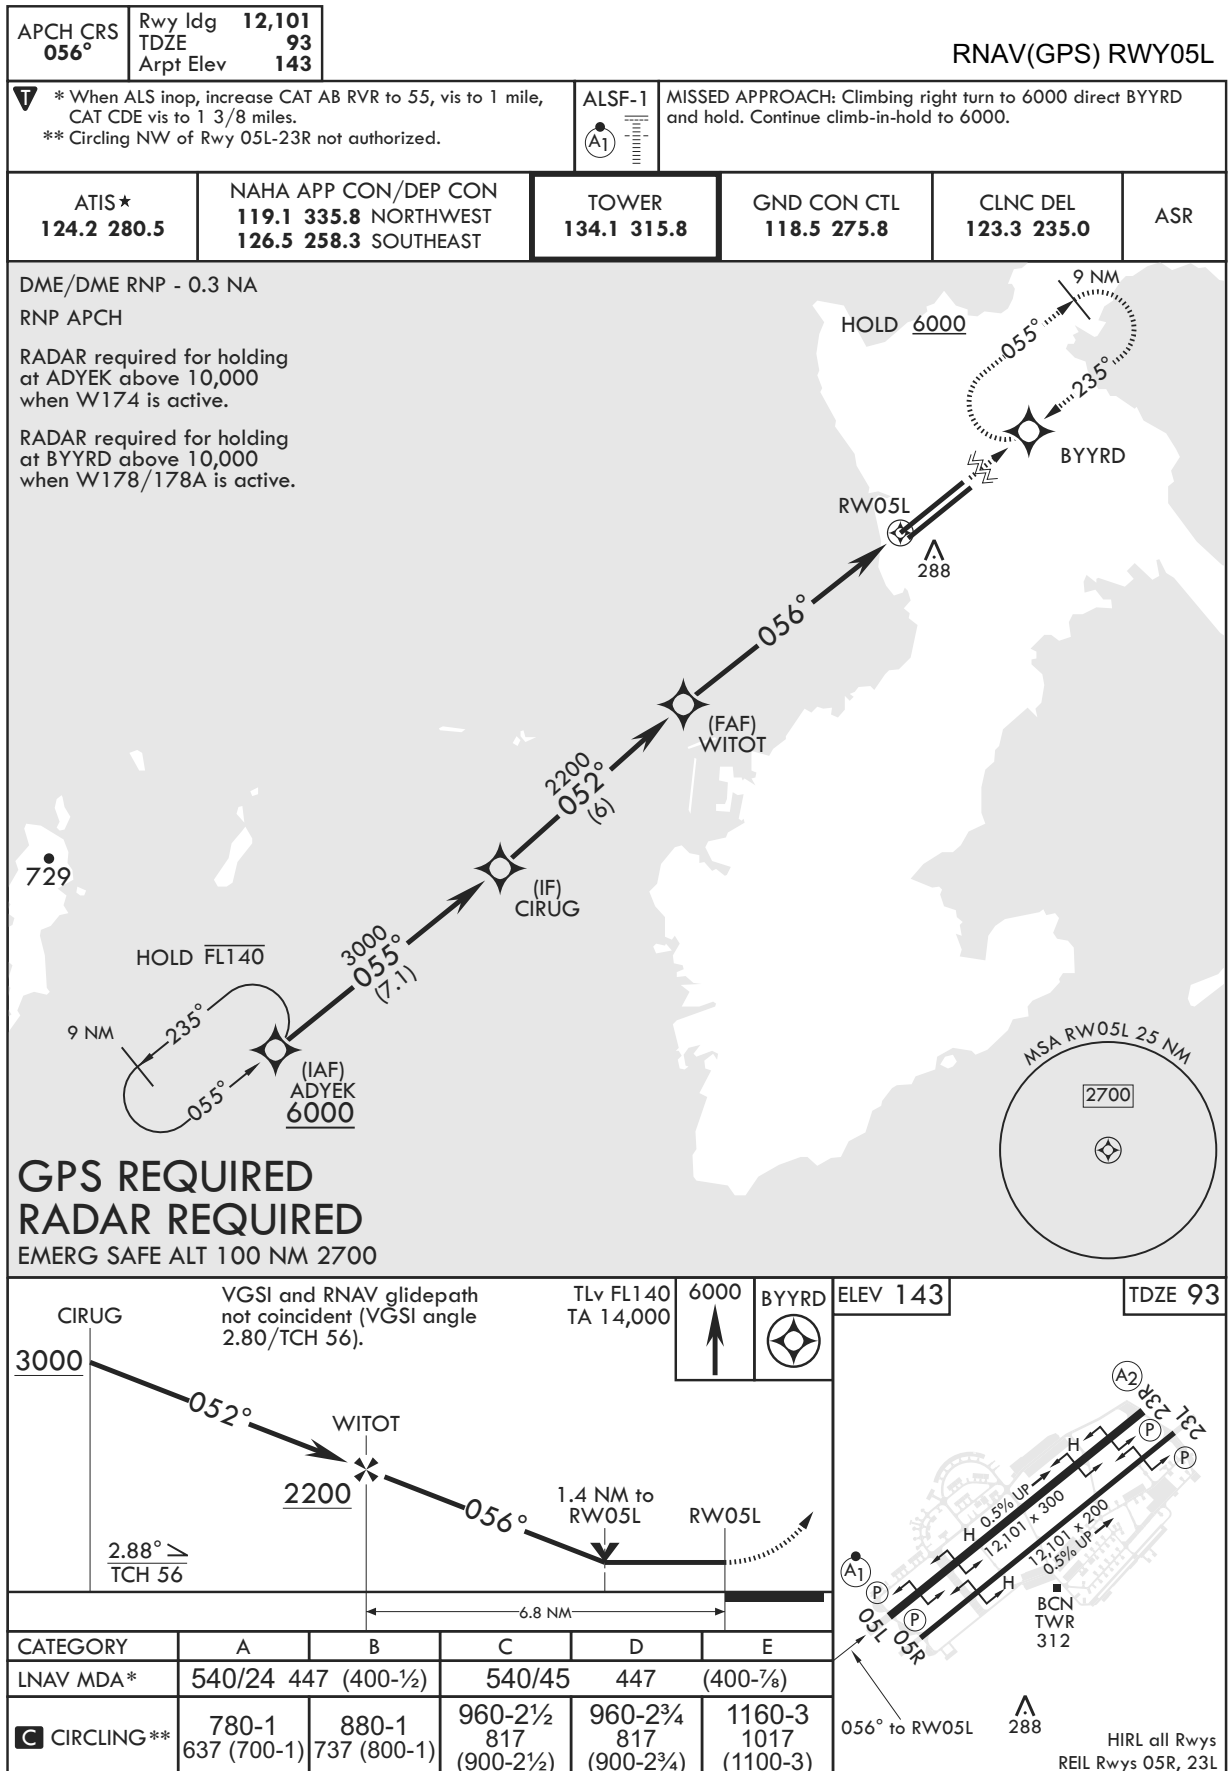 APCH CRS
056°
Rwy ldg 12,101
TDZE 93
Arpt Elev 143
RNAV(GPS) RWY05L
T
* When ALS inop, increase CAT AB RVR to 55, vis to 1 mile,
CAT CDE vis to 1 3/8 miles.
** Circling NW of Rwy 05L-23R not authorized.
ALSF-1
A1
MISSED APPROACH: Climbing right turn to 6000 direct BYYRD
and hold. Continue climb-in-hold to 6000.
ATIS★
124.2 280.5
NAHA APP CON/DEP CON
119.1 335.8 NORTHWEST
126.5 258.3 SOUTHEAST
TOWER
134.1 315.8
GND CON CTL
118.5 275.8
CLNC DEL
123.3 235.0
ASR
DME/DME RNP - 0.3 NA
RNP APCH
RADAR required for holding
at ADYEK above 10,000
when W174 is active.
RADAR required for holding
at BYYRD above 10,000
when W178/178A is active.
9 NM
HOLD 6000
055°
235°
BYYRD
RW05L
288
056°
(FAF)
WITOT
2200
052°
(6)
729
(IF)
CIRUG
3000
055°
(7.1)
HOLD FL140
9 NM
235°
055°
(IAF)
ADYEK
6000
MSA RW05L 25 NM
2700
GPS REQUIRED
RADAR REQUIRED
EMERG SAFE ALT 100 NM 2700
CIRUG
3000
VGSI and RNAV glidepath
not coincident (VGSI angle
2.80/TCH 56).
TLv FL140
TA 14,000
6000
BYYRD
052°
WITOT
2200
056°
1.4 NM to
RW05L
RW05L
2.88°
TCH 56
6.8 NM
ELEV 143
TDZE 93
A2
23R
23L
P
P
H
0.5% UP
12,101 x 300
H
12,101 x 200
0.5% UP
H
A1
P
P
05L
05R
BCN
TWR
312
056° to RW05L
288
HIRL all Rwys
REIL Rwys 05R, 23L
CATEGORY A B C D E
LNAV MDA* 540/24 447 (400-½) 540/45 447 (400-⅞)
C CIRCLING** 780-1 880-1 960-2½ 960-2¾ 1160-3
637 (700-1) 737 (800-1) 817 817 1017
(900-2½) (900-2¾) (1100-3)